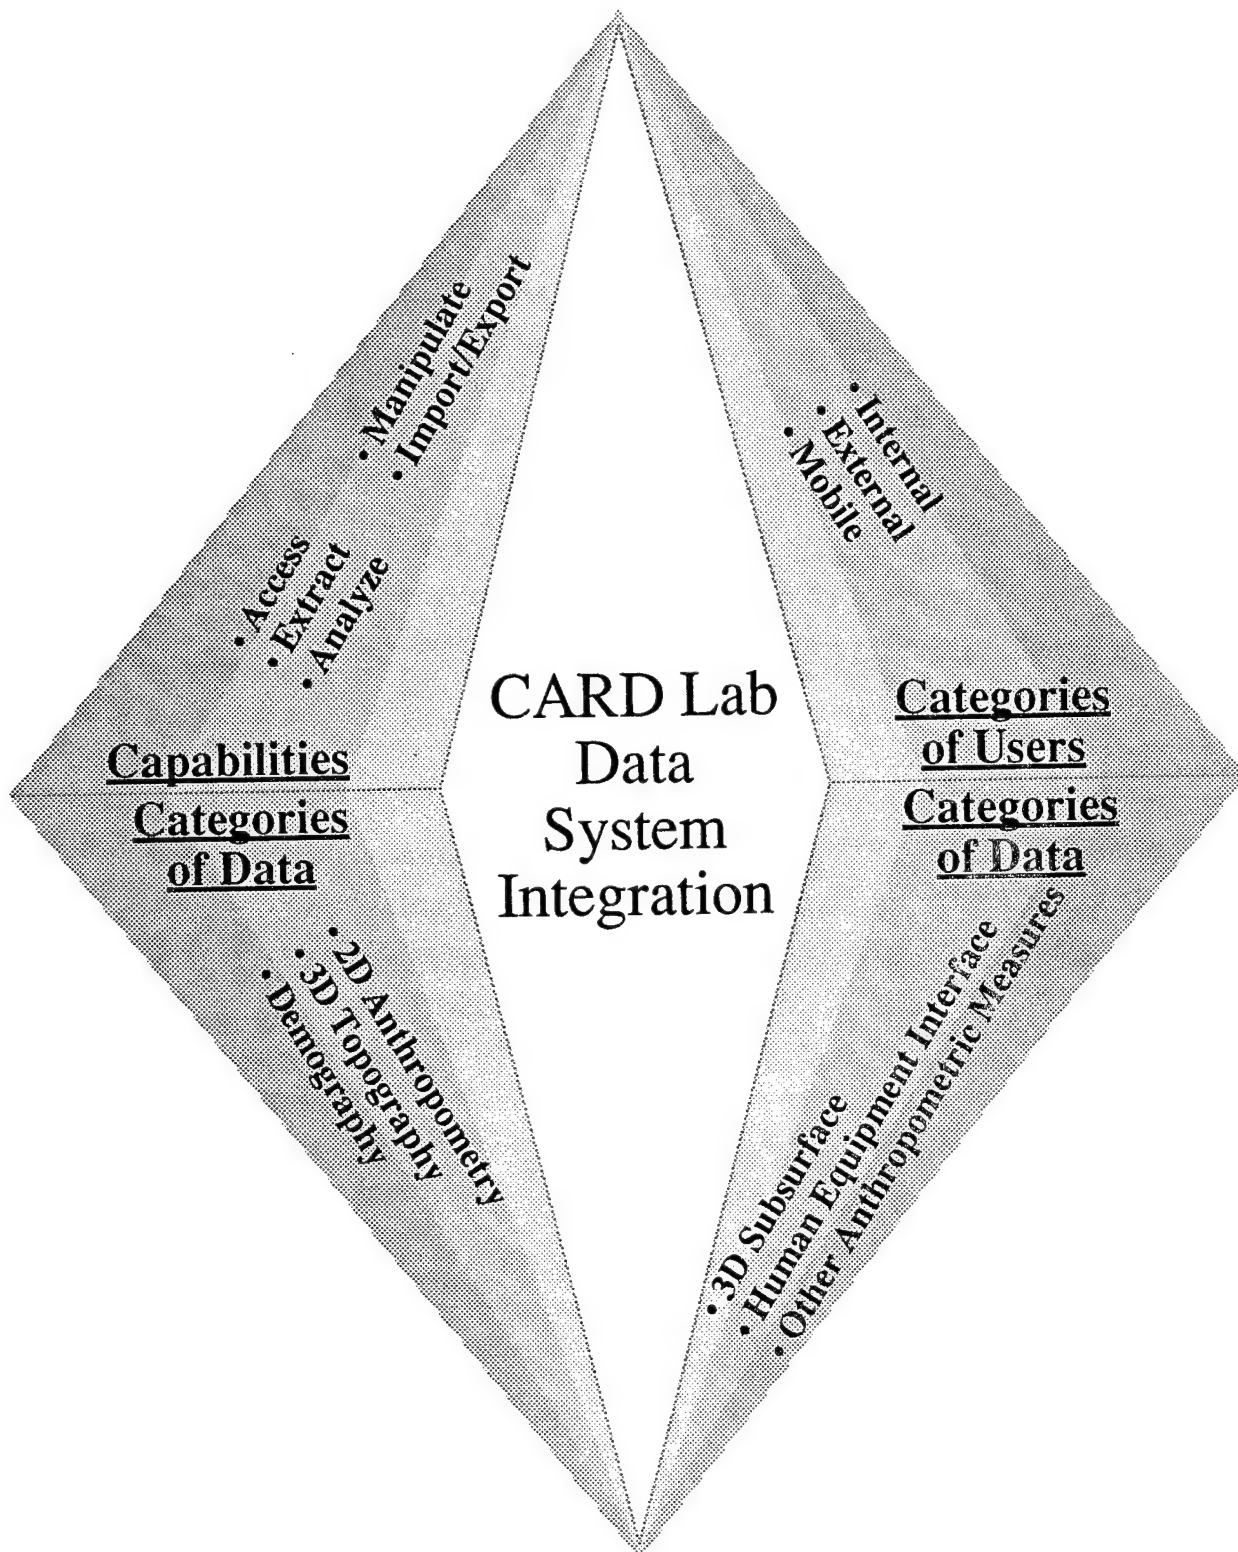 • Manipulate
• Import/Export
• Access
• Extract
• Analyze
Capabilities
• Internal
• External
• Mobile
Categories
of Users
CARD Lab
Data
System
Integration
Categories
of Data
• 2D Anthropometry
• 3D Topography
• Demography
Categories
of Data
• 3D Subsurface
• Human Equipment Interface
• Other Anthropometric Measures